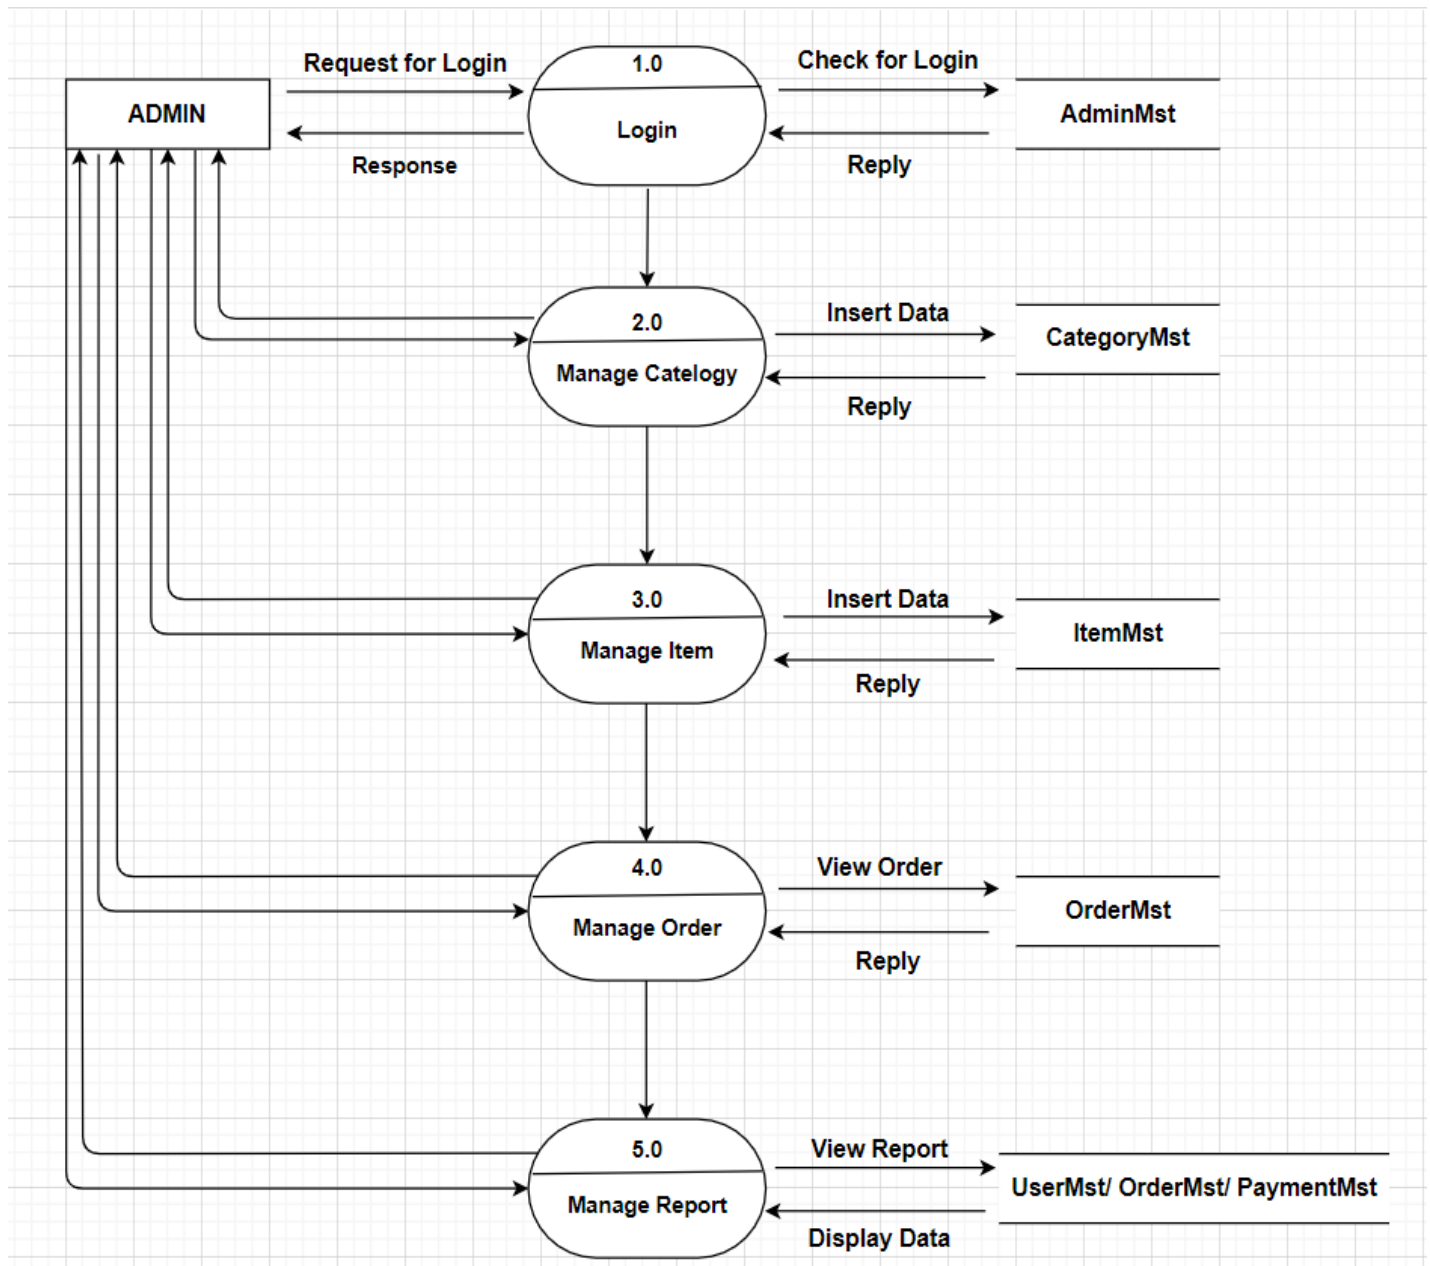 Request for Login
1.0
Check for Login
ADMIN
Login
AdminMst
Response
Reply
2.0
Insert Data
Manage Catelogy
CategoryMst
Reply
3.0
Insert Data
Manage Item
ItemMst
Reply
4.0
View Order
Manage Order
OrderMst
Reply
5.0
View Report
Manage Report
UserMst/ OrderMst/ PaymentMst
Display Data